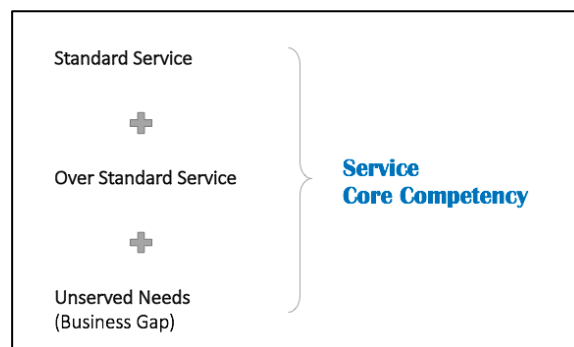 Standard Service
Over Standard Service
Unserved Needs
(Business Gap)
Service
Core Competency